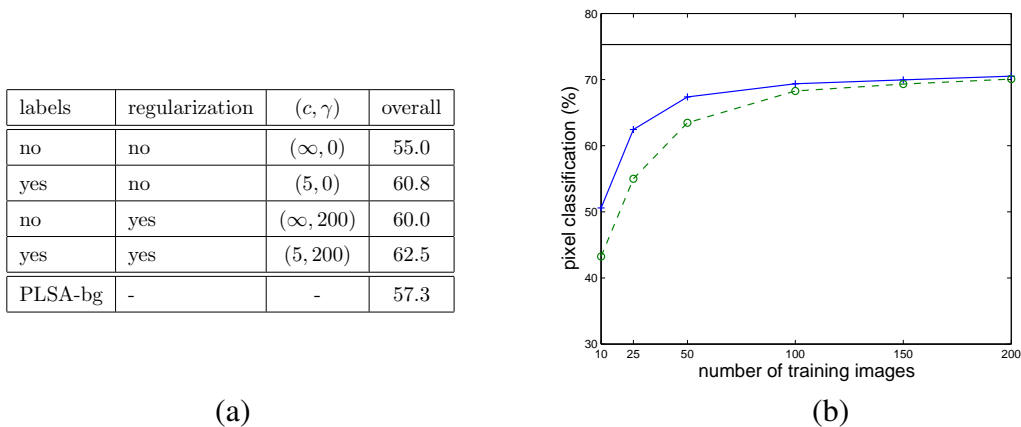 labels regularization (c, γ) overall
no no (∞, 0) 55.0
yes no (5, 0) 60.8
no yes (∞, 200) 60.0
yes yes (5, 200) 62.5
PLSA-bg - - 57.3
(a)
80
70
60
50
40
30
pixel classification (%)
10 25 50 100 150 200
number of training images
(b)